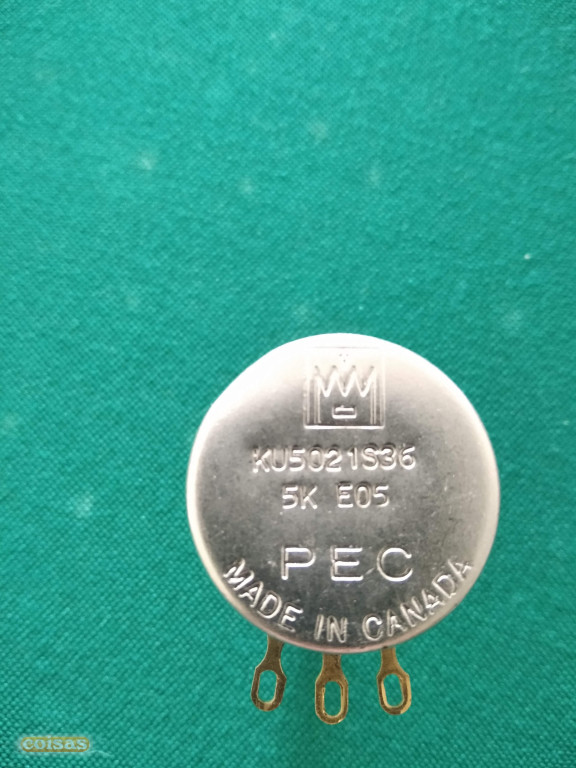 KU5021S36
5K E05
PEC
MADE IN CANADA
coisas